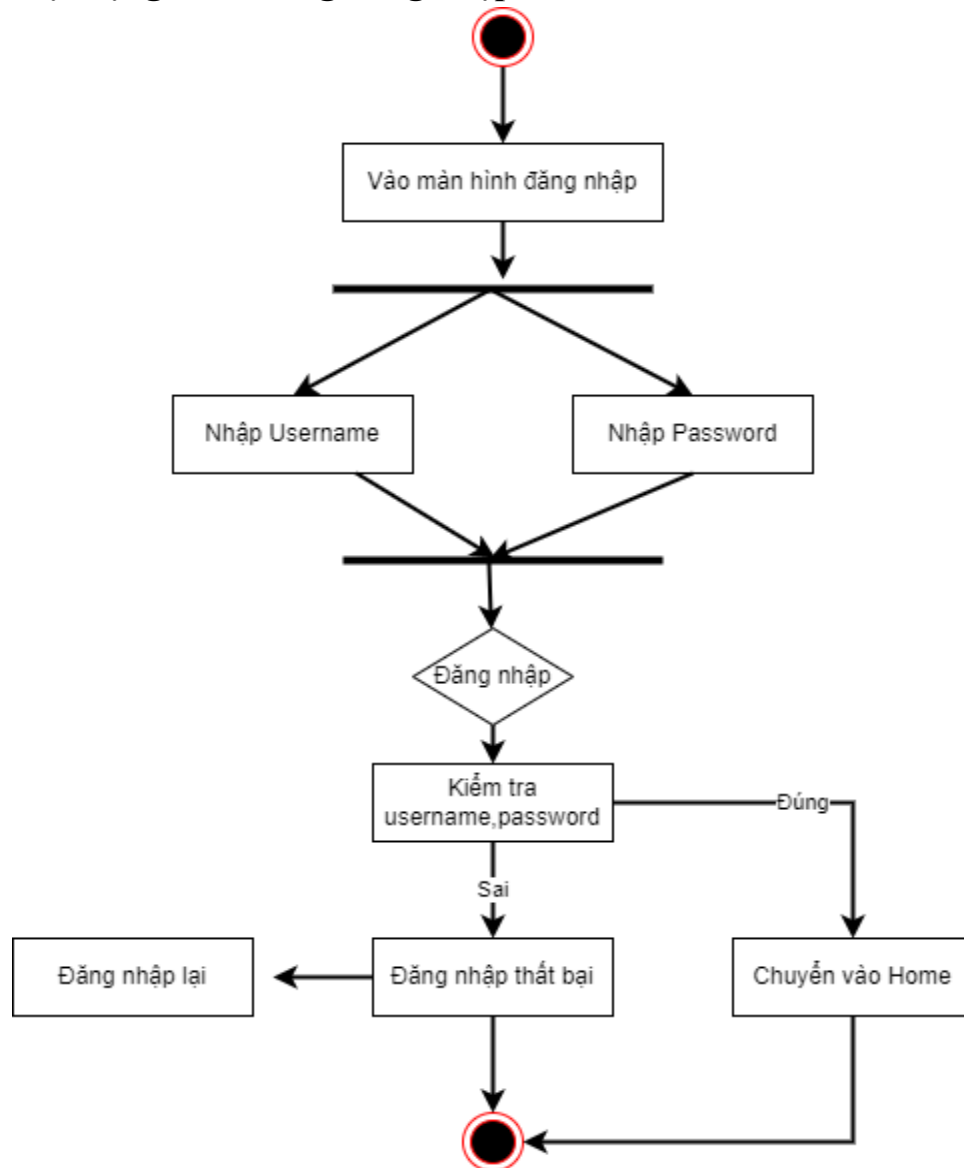 Vào màn hình đăng nhập
Nhập Username
Nhập Password
Đăng nhập
Kiểm tra
username,password
Đúng
Sai
Đăng nhập lại
Đăng nhập thất bại
Chuyển vào Home